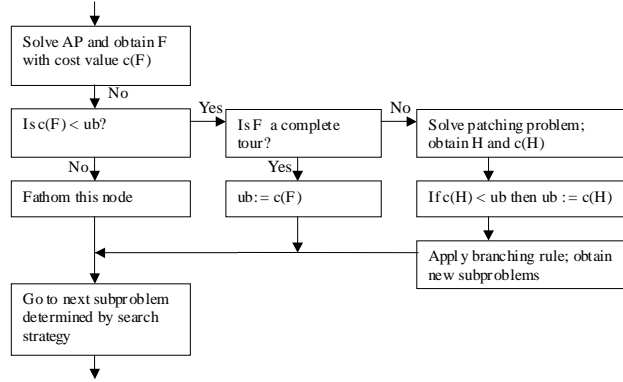 Solve AP and obtain F
with cost value c(F)
No
Is c(F) < ub?
Yes
Is F a complete
tour?
No
Solve patching problem;
obtain H and c(H)
No
Yes
Fathom this node
ub: = c(F)
If c(H) < ub then ub := c(H)
Apply branching rule; obtain
new subproblems
Go to next subproblem
determined by search
strategy